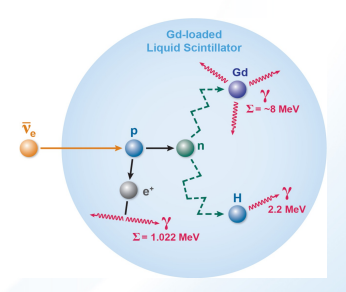 Gd-loaded
Liquid Scintillator
Gd
γ
Σ = ~8 MeV
ν̅e
p
n
e⁺
H
γ
2.2 MeV
γ
Σ = 1.022 MeV